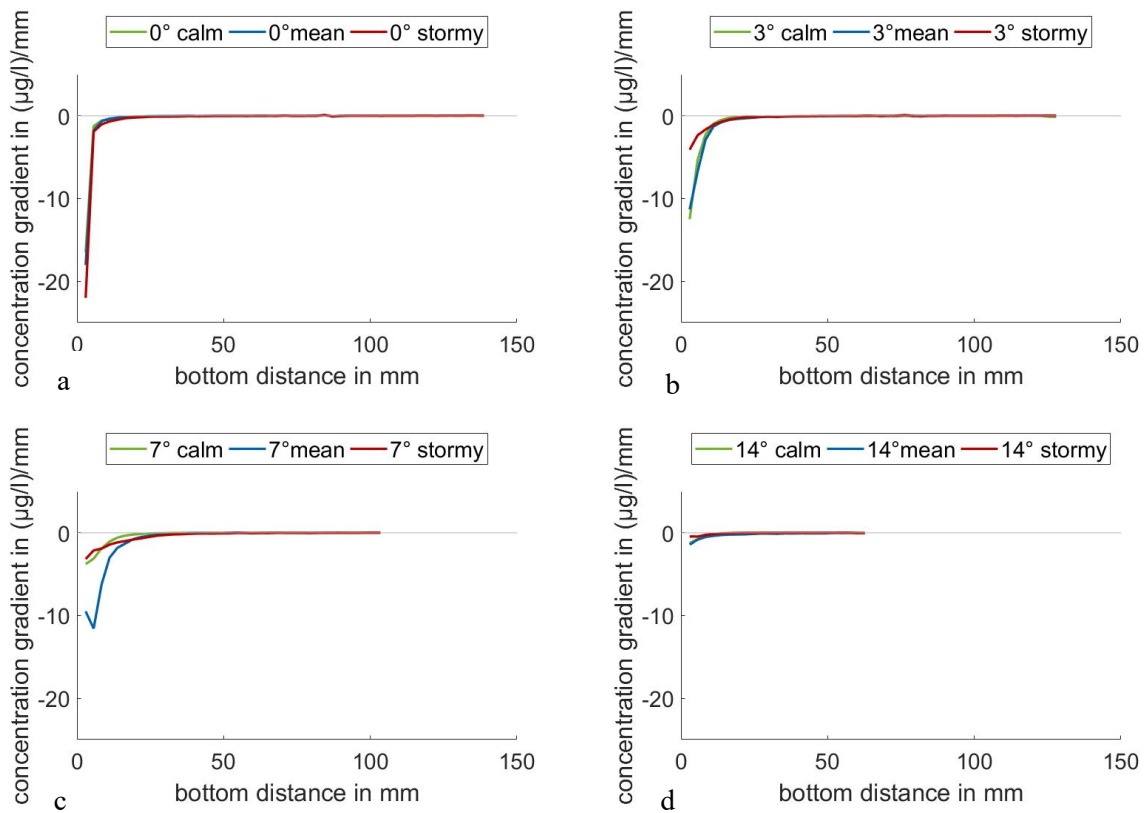 0° calm 0°mean 0° stormy
concentration gradient in (µg/l)/mm
0
-10
-20
0 50 100 150
bottom distance in mm
a
3° calm 3°mean 3° stormy
concentration gradient in (µg/l)/mm
0
-10
-20
0 50 100 150
bottom distance in mm
b
7° calm 7°mean 7° stormy
concentration gradient in (µg/l)/mm
0
-10
-20
0 50 100 150
bottom distance in mm
c
14° calm 14°mean 14° stormy
concentration gradient in (µg/l)/mm
0
-10
-20
0 50 100 150
bottom distance in mm
d